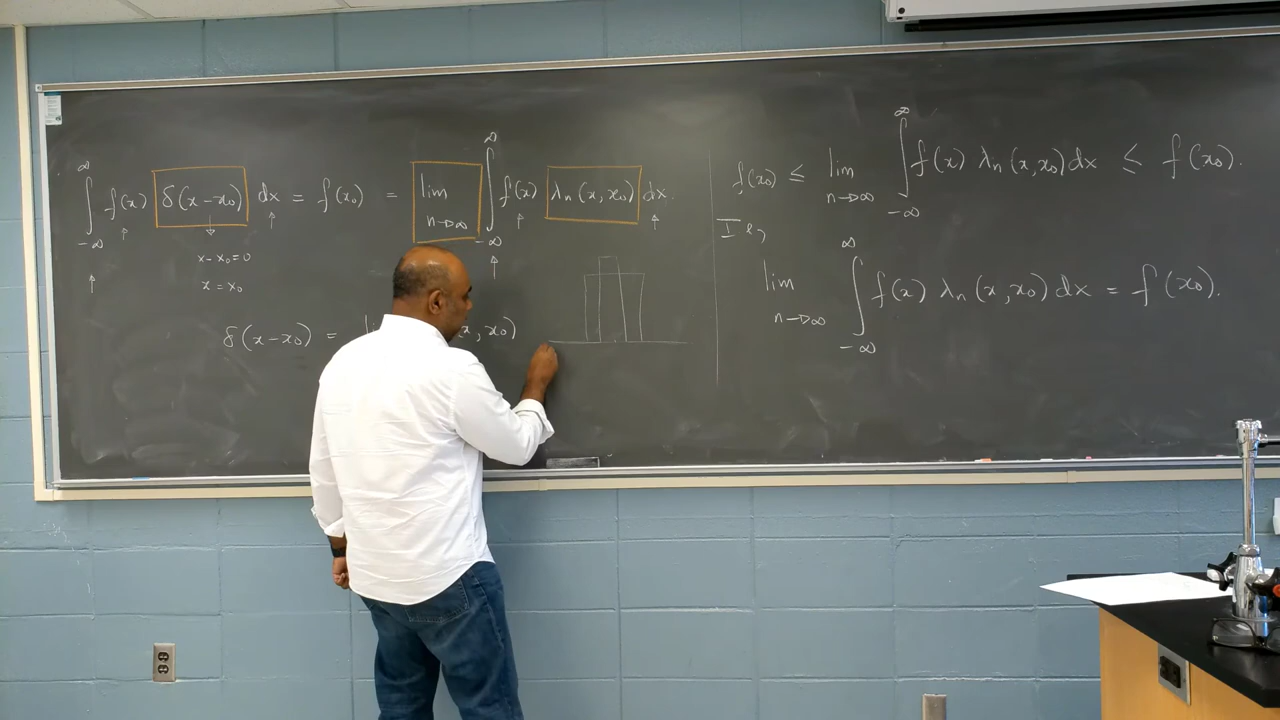 ∫_{-∞}^{∞} f(x) δ(x-x₀) dx = f(x₀) = lim_{n→∞} ∫_{-∞}^{∞} f(x) λₙ(x,x₀) dx.
x-x₀=0
x=x₀
δ(x-x₀) =
, x₀)
f(x₀) ≤ lim_{n→∞} ∫_{-∞}^{∞} f(x) λₙ(x,x₀) dx ≤ f(x₀).
I e,
lim_{n→∞} ∫_{-∞}^{∞} f(x) λₙ(x,x₀) dx = f(x₀).